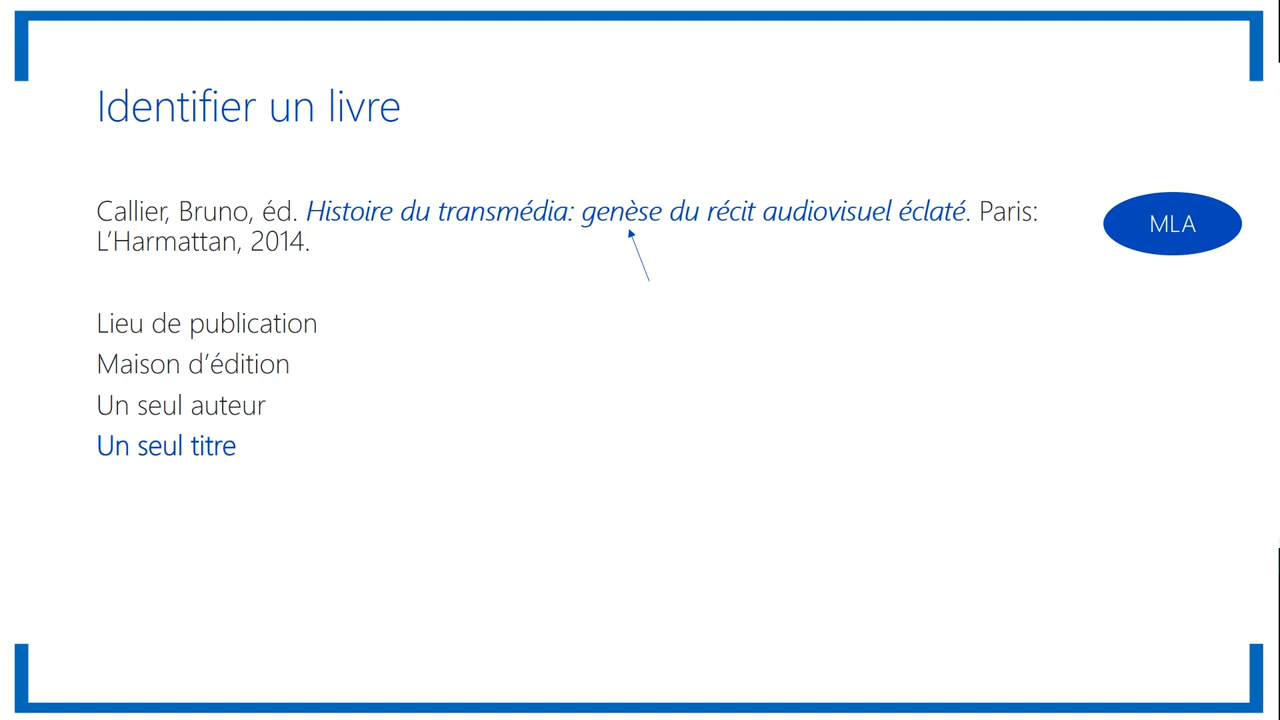 Identifier un livre
Callier, Bruno, éd. Histoire du transmédia: genèse du récit audiovisuel éclaté. Paris:
L’Harmattan, 2014.
MLA
Lieu de publication
Maison d’édition
Un seul auteur
Un seul titre